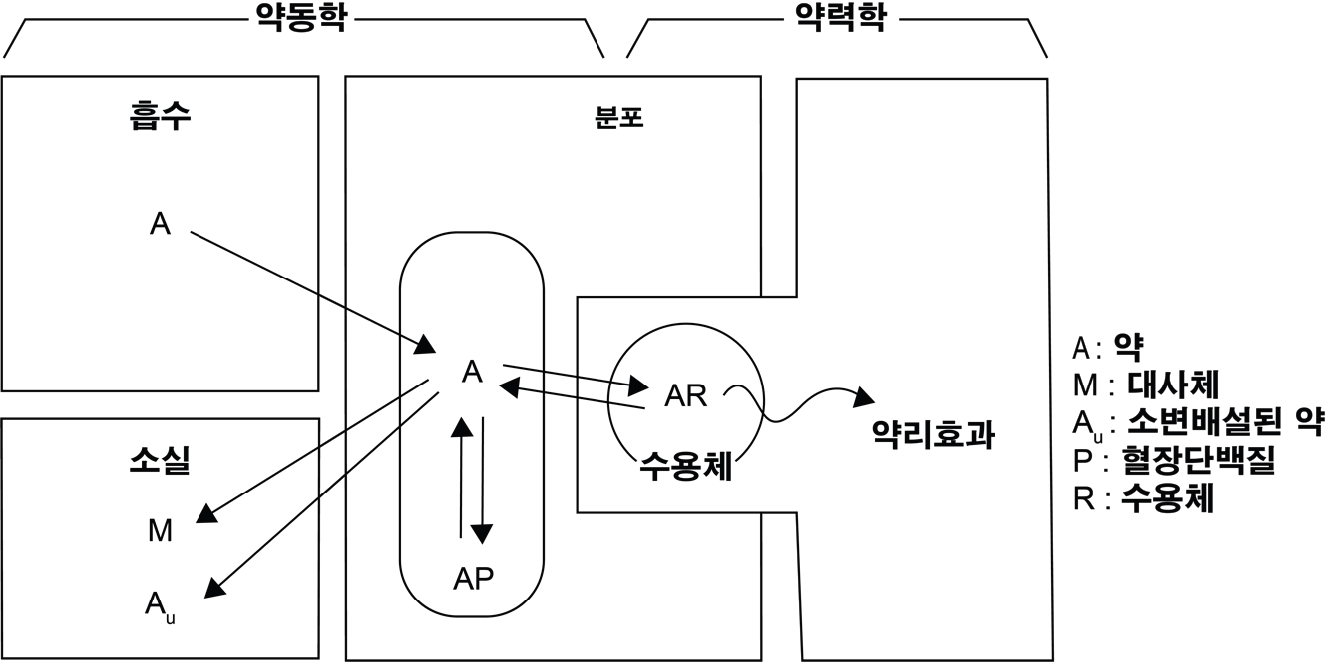 약동학
약력학
흡수
분포
A
A
AR
수용체
약리효과
소실
M
Au
AP
A : 약
M : 대사체
Au : 소변배설된 약
P : 혈장단백질
R : 수용체